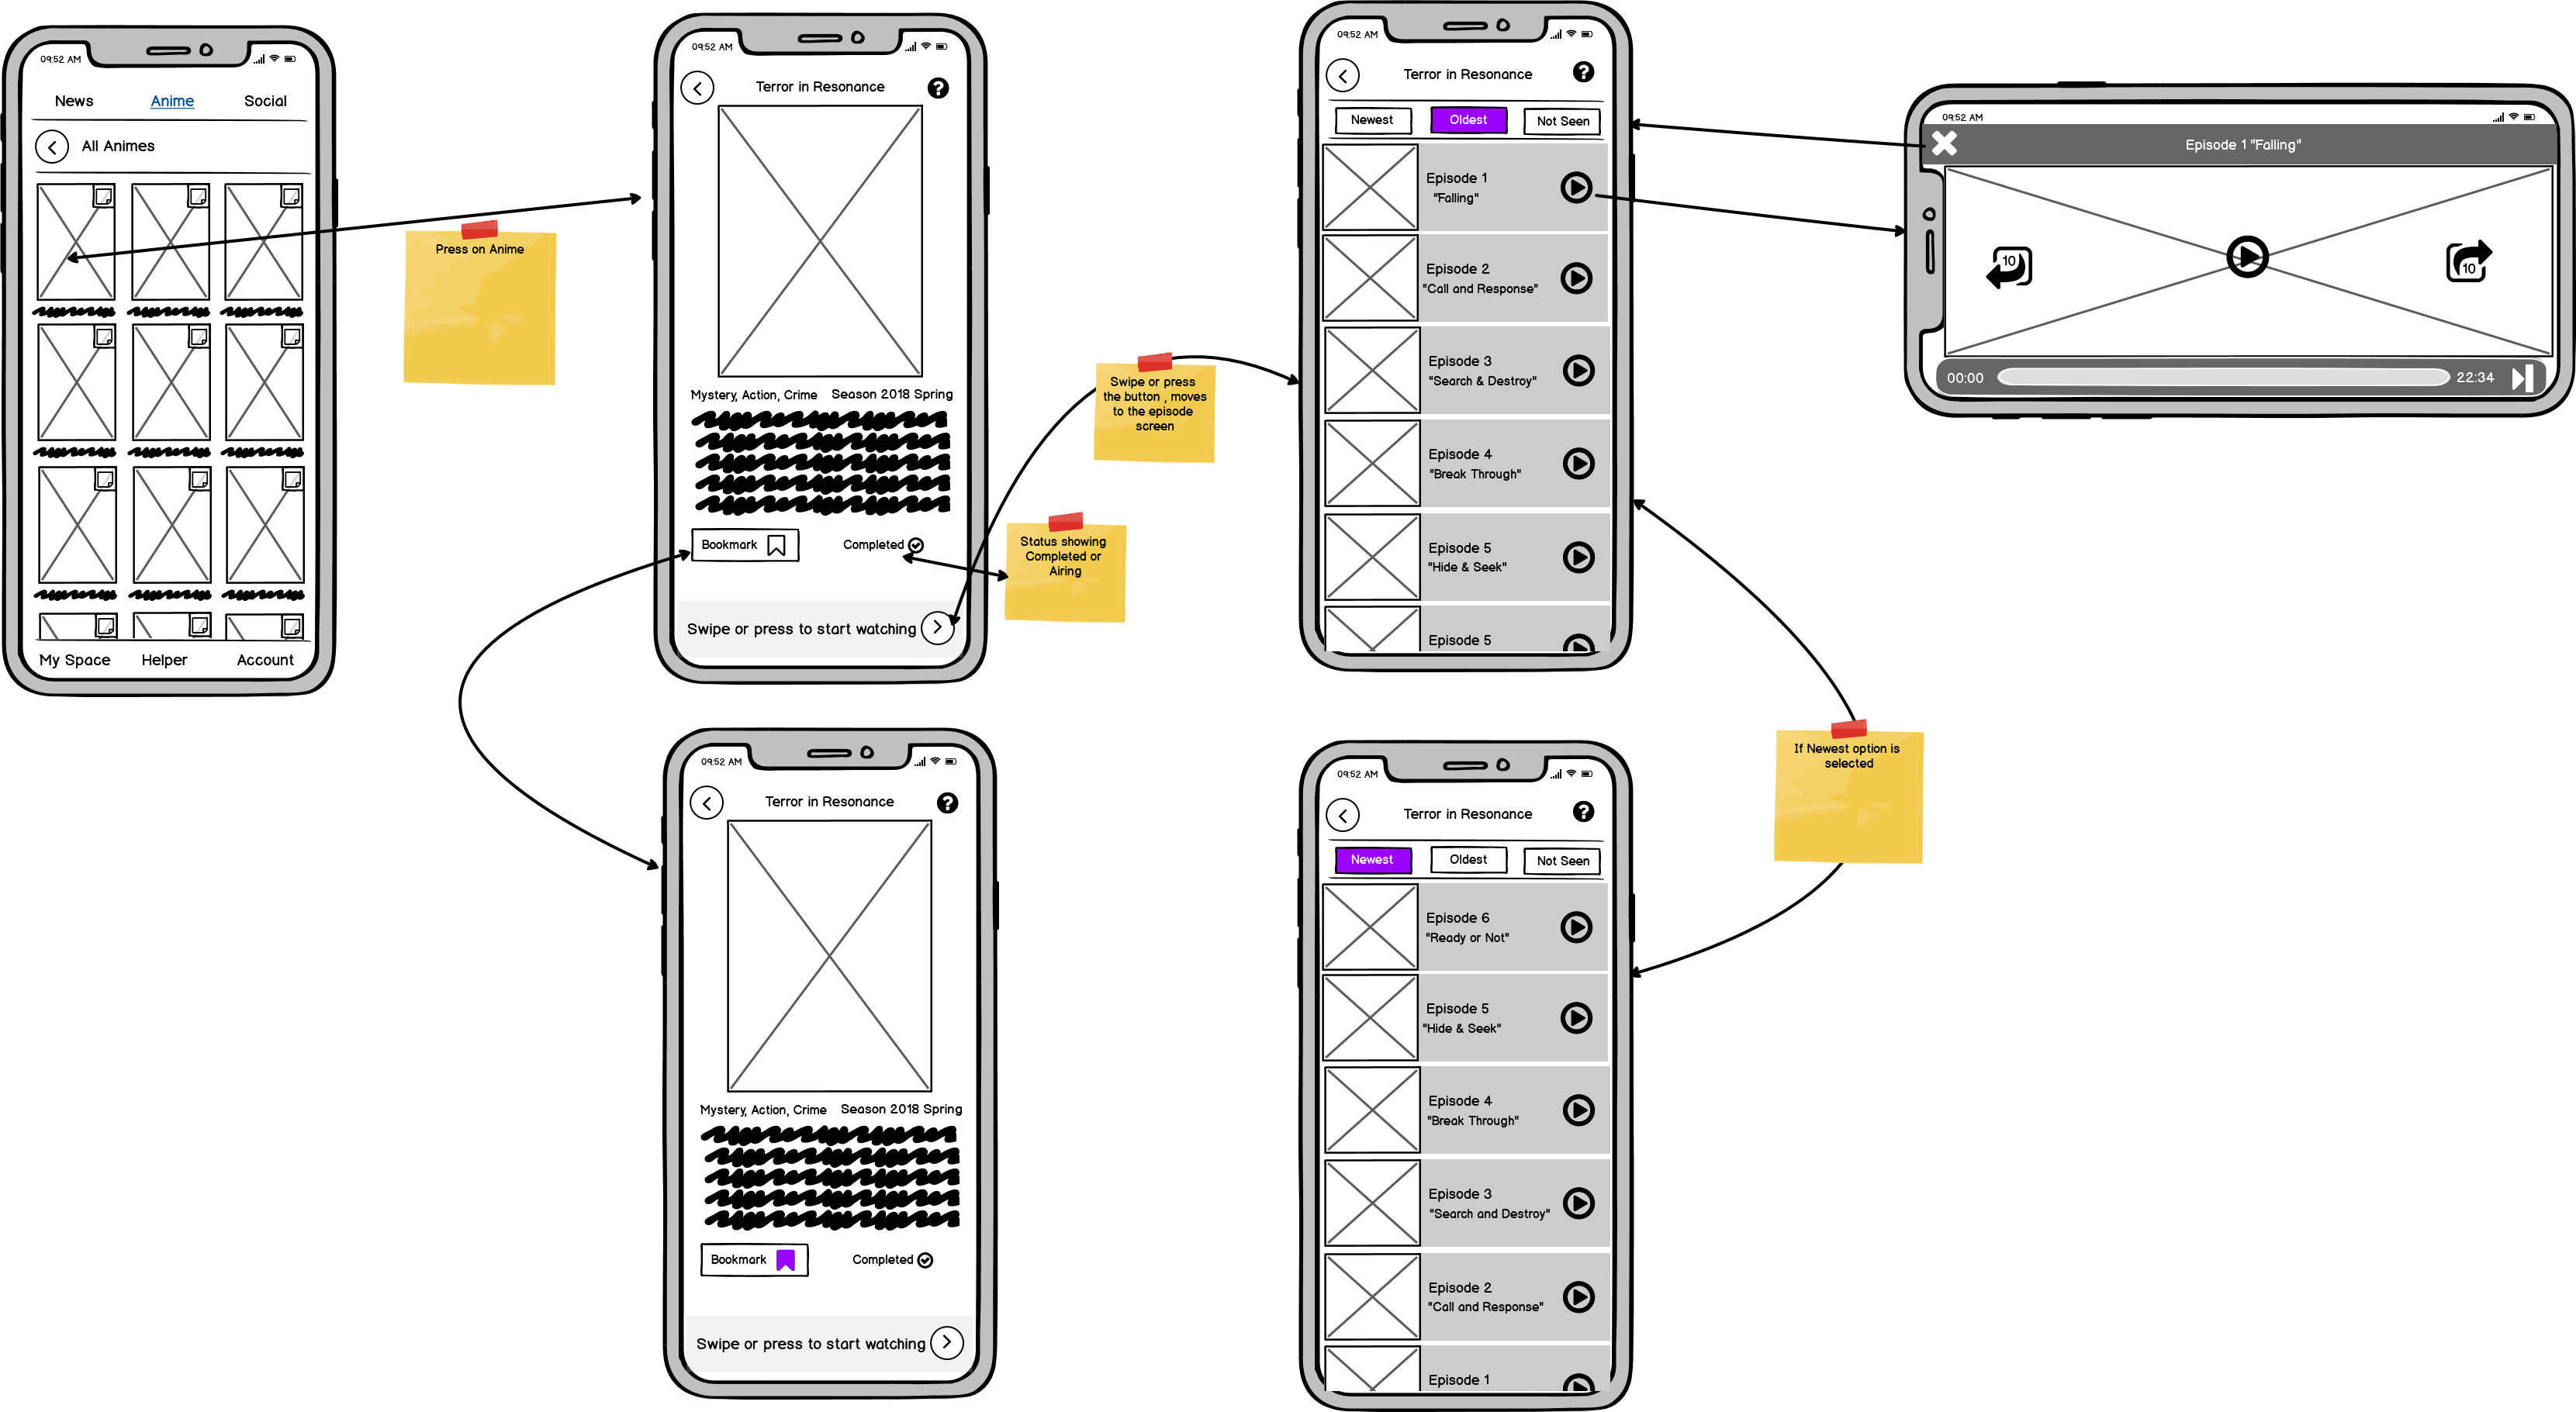 09:52 AM
News Anime Social
All Animes
My Space Helper Account
Press on Anime
09:52 AM
Terror in Resonance ?
Mystery, Action, Crime Season 2018 Spring
Bookmark Completed
Swipe or press to start watching
Swipe or press
the button , moves
to the episode
screen
Status showing
Completed or
Airing
09:52 AM
Terror in Resonance ?
Newest Oldest Not Seen
Episode 1
"Falling"
Episode 2
"Call and Response"
Episode 3
"Search & Destroy"
Episode 4
"Break Through"
Episode 5
"Hide & Seek"
Episode 5
09:52 AM
Episode 1 "Falling"
10 10
00:00 22:34
09:52 AM
Terror in Resonance ?
Mystery, Action, Crime Season 2018 Spring
Bookmark Completed
Swipe or press to start watching
09:52 AM
Terror in Resonance ?
Newest Oldest Not Seen
Episode 6
"Ready or Not"
Episode 5
"Hide & Seek"
Episode 4
"Break Through"
Episode 3
"Search and Destroy"
Episode 2
"Call and Response"
Episode 1
If Newest option is
selected